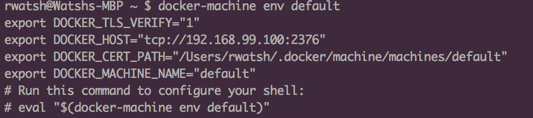 rwatsh@Watshs-MBP ~ $ docker-machine env default
export DOCKER_TLS_VERIFY="1"
export DOCKER_HOST="tcp://192.168.99.100:2376"
export DOCKER_CERT_PATH="/Users/rwatsh/.docker/machine/machines/default"
export DOCKER_MACHINE_NAME="default"
# Run this command to configure your shell:
# eval "$(docker-machine env default)"